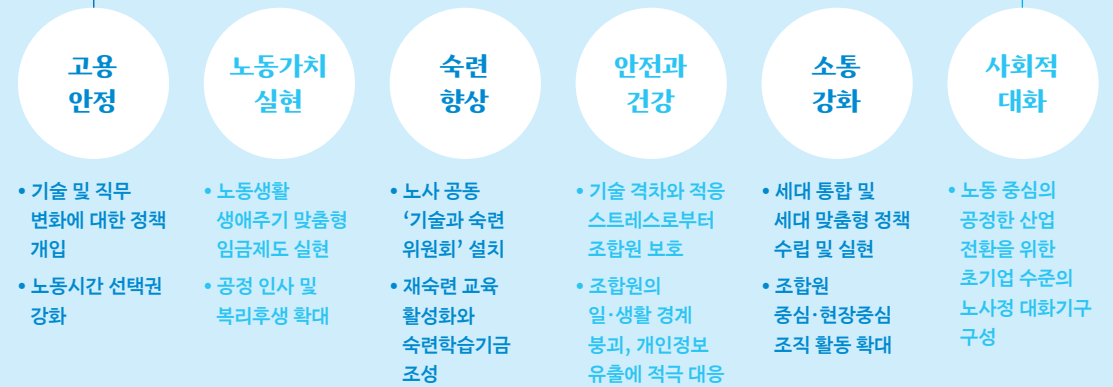 고용
안정
• 기술 및 직무
변화에 대한 정책
개입
• 노동시간 선택권
강화
노동가치
실현
• 노동생활
생애주기 맞춤형
임금제도 실현
• 공정 인사 및
복리후생 확대
숙련
향상
• 노사 공동
‘기술과 숙련
위원회’ 설치
• 재숙련 교육
활성화와
숙련학습기금
조성
안전과
건강
• 기술 격차와 적응
스트레스로부터
조합원 보호
• 조합원의
일·생활 경계
붕괴, 개인정보
유출에 적극 대응
소통
강화
• 세대 통합 및
세대 맞춤형 정책
수립 및 실현
• 조합원
중심·현장중심
조직 활동 확대
사회적
대화
• 노동 중심의
공정한 산업
전환을 위한
초기업 수준의
노사정 대화기구
구성